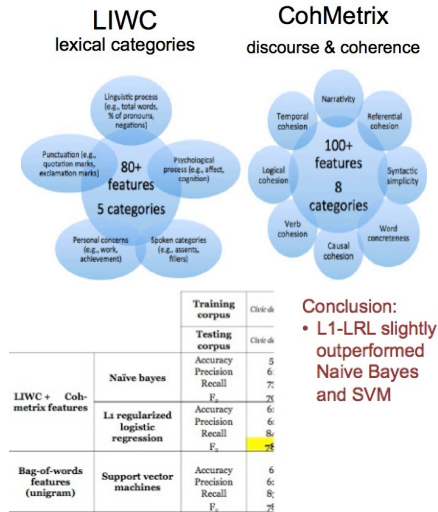 LIWC
lexical categories
Linguistic process
(e.g., total words,
% of pronouns,
negations)
Punctuation (e.g.,
quotation marks,
exclamation marks)
80+
features
5 categories
Psychological
process (e.g., affect,
cognition)
Personal concerns
(e.g., work,
achievement)
Spoken categories
(e.g., assents,
fillers)
CohMetrix
discourse & coherence
Narrativity
Temporal
cohesion
Referential
cohesion
100+
features
8
categories
Logical
cohesion
Syntactic
simplicity
Verb
cohesion
Word
concreteness
Causal
cohesion
Training
corpus
Testing
corpus
LIWC + Coh-
metrix features
Naïve bayes
Accuracy
Precision
Recall
L1 regularized
logistic
regression
Accuracy
Precision
Recall
Bag-of-words
features
(unigram)
Support vector
machines
Accuracy
Precision
Recall
Conclusion:
• L1-LRL slightly
outperformed
Naive Bayes
and SVM